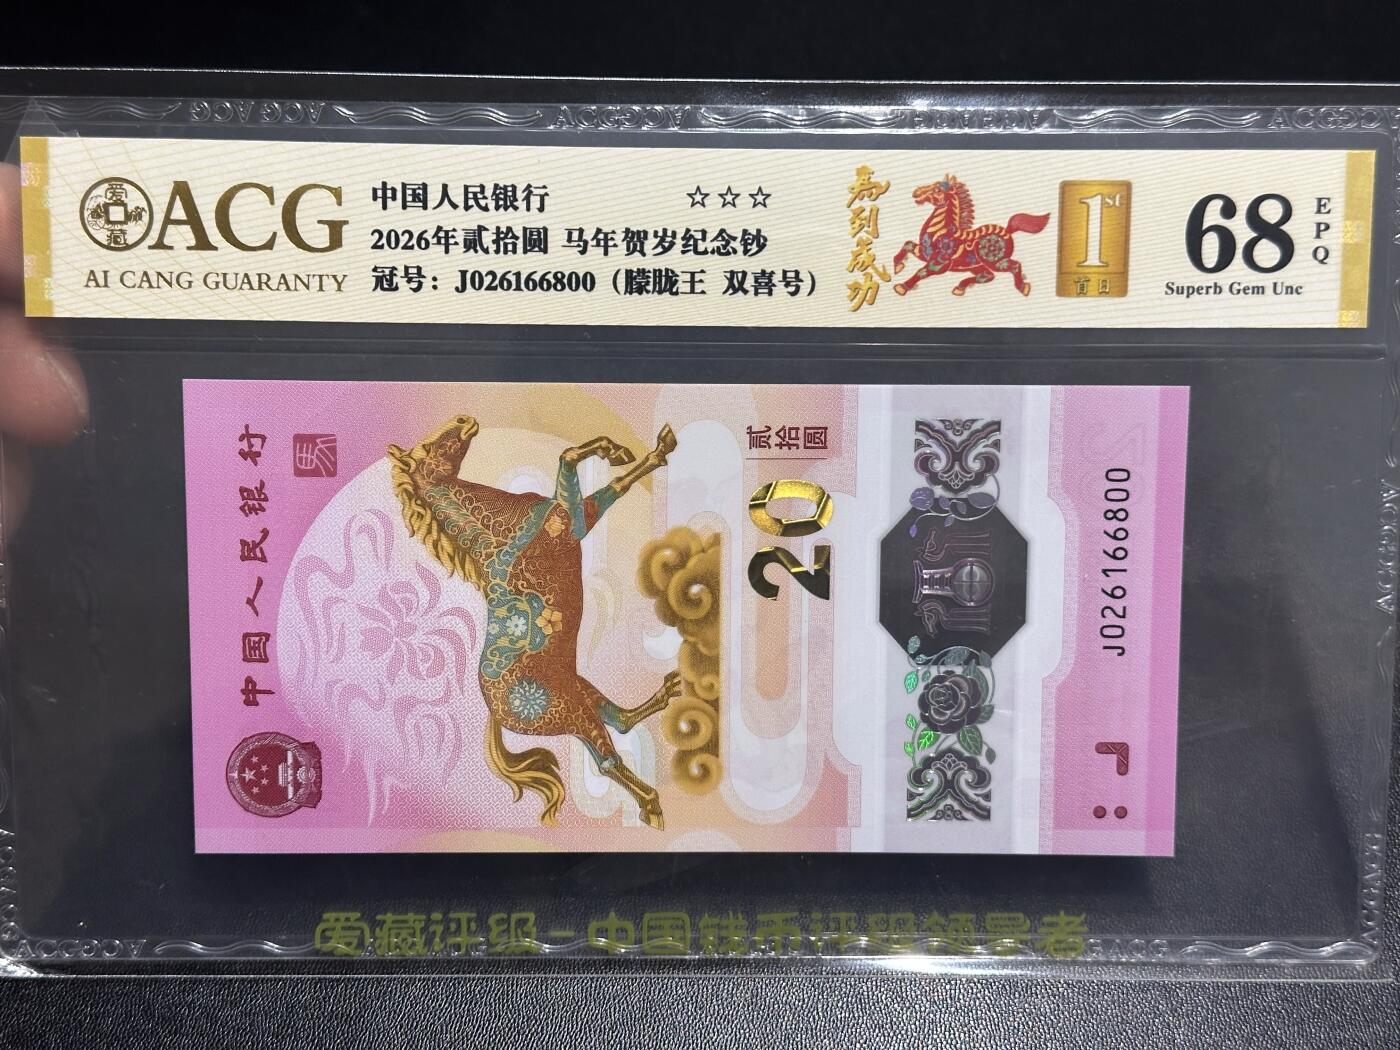 爱藏
ACG
AI CANG GUARANTY
中国人民银行
☆☆☆
2026年贰拾圆 马年贺岁纪念钞
冠号：J026166800（朦胧王 双喜号）
馬到成功
1st
首日
68
EPQ
Superb Gem Unc
中国人民银行
马
贰拾圆
20
J026166800
爱藏评级-中国钱币评级领导者